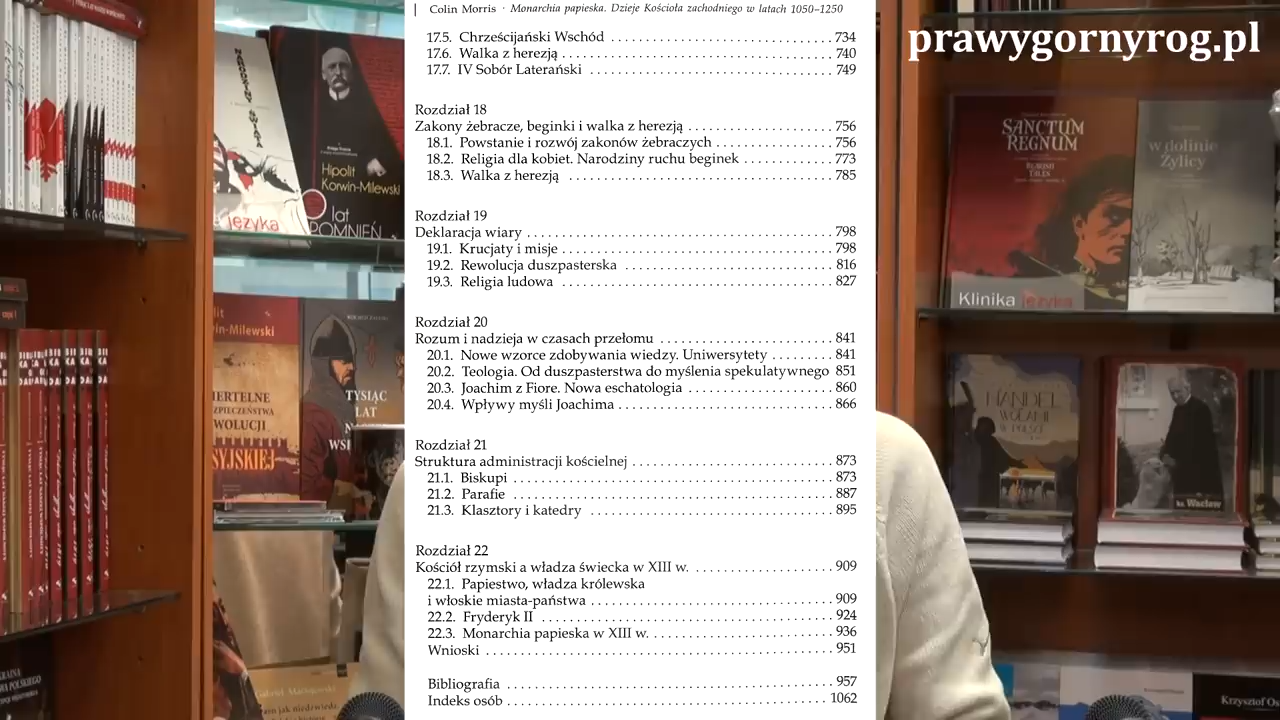 Colin Morris · Monarchia papieska. Dzieje Kościoła zachodniego w latach 1050–1250
17.5. Chrześcijański Wschód 734
17.6. Walka z herezją 740
17.7. IV Sobór Laterański 749
Rozdział 18
Zakony żebracze, beginki i walka z herezją 756
18.1. Powstanie i rozwój zakonów żebraczych 756
18.2. Religia dla kobiet. Narodziny ruchu beginek 773
18.3. Walka z herezją 785
Rozdział 19
Deklaracja wiary 798
19.1. Krucjaty i misje 798
19.2. Rewolucja duszpasterska 816
19.3. Religia ludowa 827
Rozdział 20
Rozum i nadzieja w czasach przełomu 841
20.1. Nowe wzorce zdobywania wiedzy. Uniwersytety 841
20.2. Teologia. Od duszpasterstwa do myślenia spekulatywnego 851
20.3. Joachim z Fiore. Nowa eschatologia 860
20.4. Wpływy myśli Joachima 866
Rozdział 21
Struktura administracji kościelnej 873
21.1. Biskupi 873
21.2. Parafie 887
21.3. Klasztory i katedry 895
Rozdział 22
Kościół rzymski a władza świecka w XIII w. 909
22.1. Papiestwo, władza królewska
i włoskie miasta-państwa 909
22.2. Fryderyk II 924
22.3. Monarchia papieska w XIII w. 936
Wnioski 951
Bibliografia 957
Indeks osób 1062
prawygornyrog.pl
Hipolit
Korwin-Milewski
lat
języka
SANCTUM
REGNUM
Klinika języka
w dolinie
Żylicy
TYSIĄC
LAT
HANDEL
WOŁAMI
W POLSCE
ks. Wacław
Krzysztof